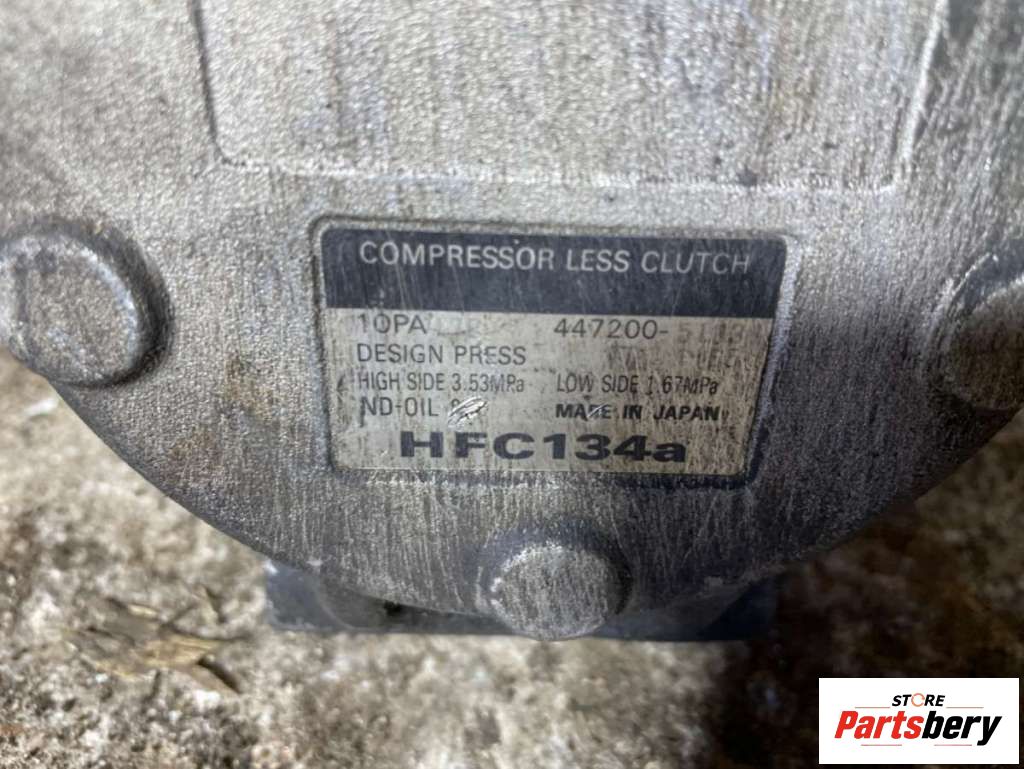 COMPRESSOR LESS CLUTCH
10PA 447200-
DESIGN PRESS
HIGH SIDE 3.53MPa LOW SIDE 1.67MPa
ND-OIL MADE IN JAPAN
HFC134a
STORE
Partsbery